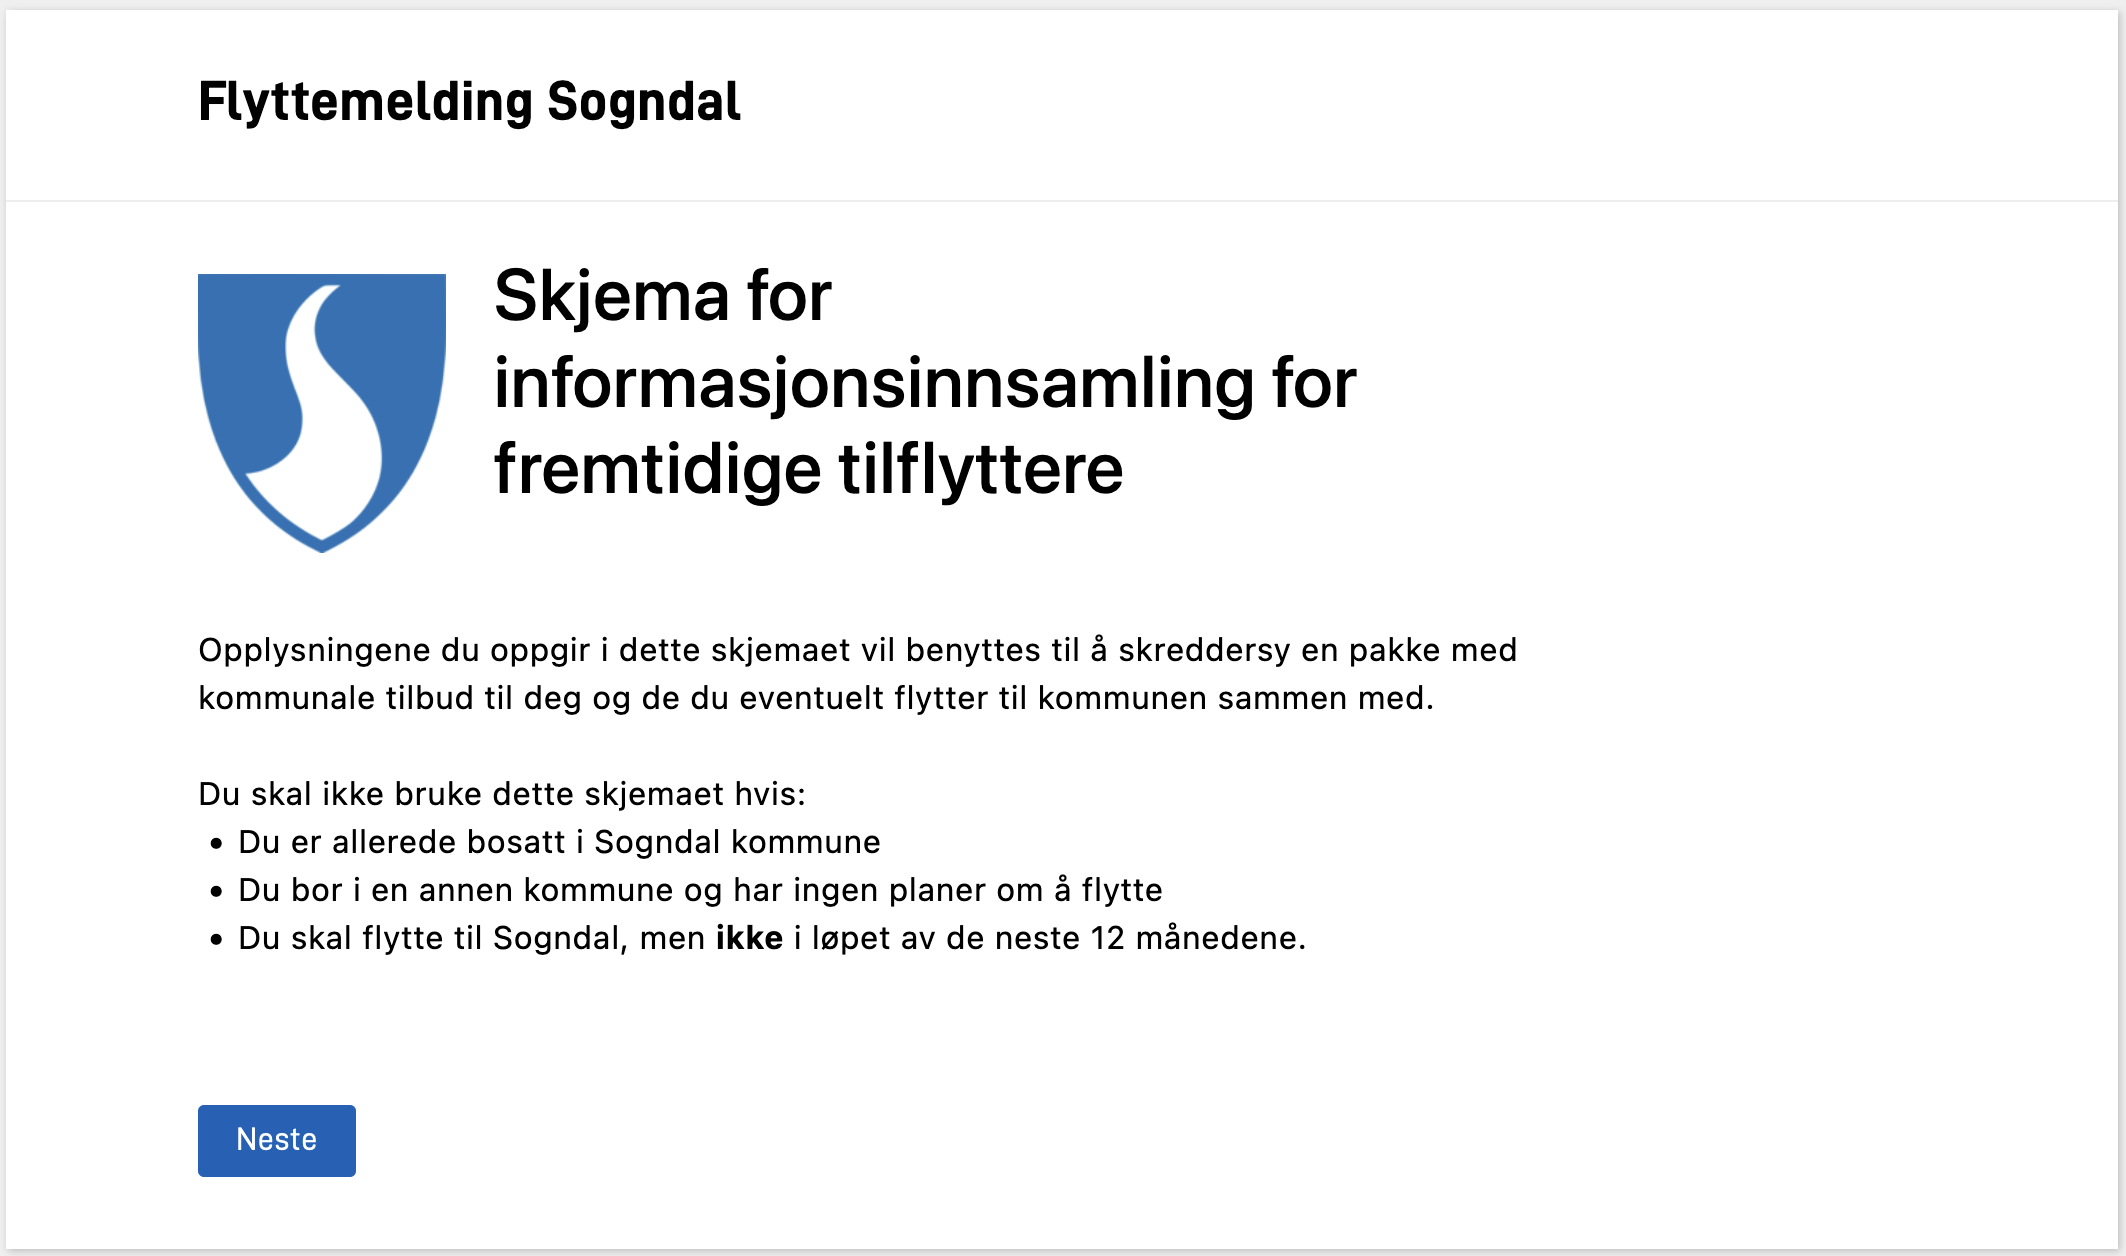 Flyttemelding Sogndal
Skjema for
informasjonsinnsamling for
fremtidige tilflyttere
Opplysningene du oppgir i dette skjemaet vil benyttes til å skreddersy en pakke med
kommunale tilbud til deg og de du eventuelt flytter til kommunen sammen med.
Du skal ikke bruke dette skjemaet hvis:
• Du er allerede bosatt i Sogndal kommune
• Du bor i en annen kommune og har ingen planer om å flytte
• Du skal flytte til Sogndal, men ikke i løpet av de neste 12 månedene.
Neste